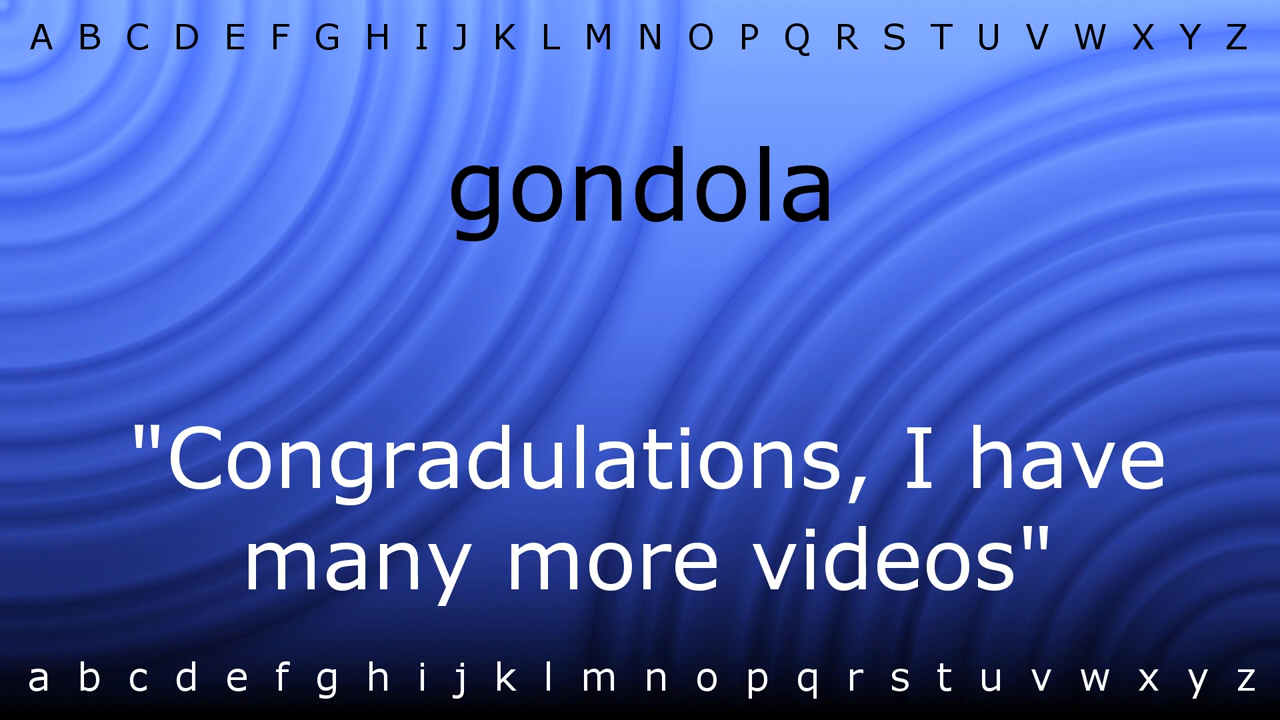 A B C D E F G H I J K L M N O P Q R S T U V W X Y Z
gondola
"Congradulations, I have
many more videos"
a b c d e f g h i j k l m n o p q r s t u v w x y z